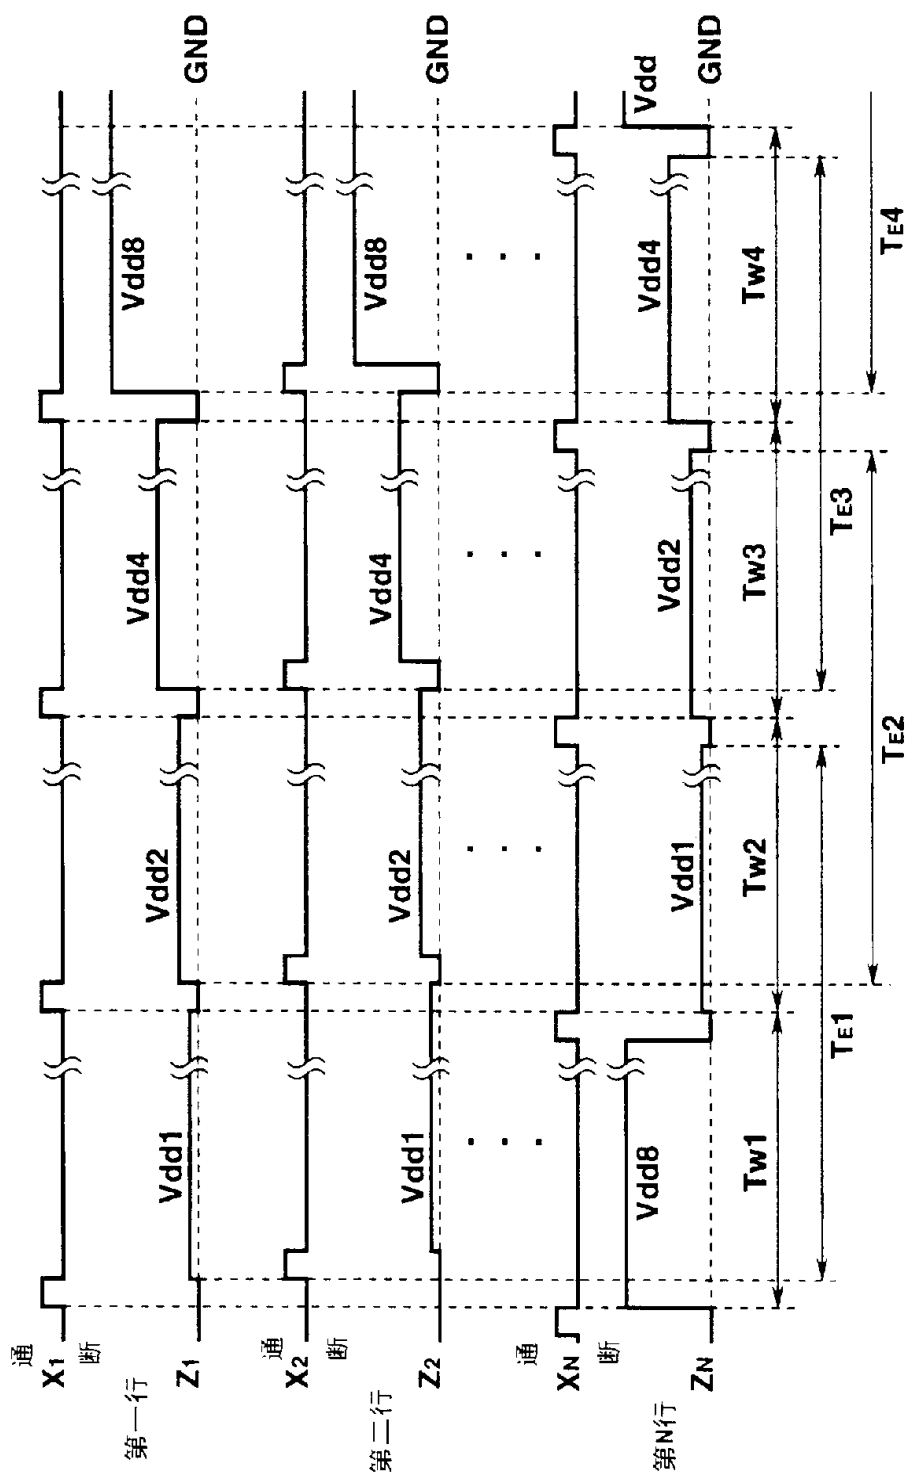 第一行
X1
通
断
Z1
Vdd1
Vdd2
Vdd4
Vdd8
GND
第二行
X2
通
断
Z2
Vdd1
Vdd2
Vdd4
Vdd8
GND
第N行
XN
通
断
ZN
Vdd8
Vdd1
Vdd2
Vdd4
Vdd
GND
Tw1
Tw2
Tw3
Tw4
TE1
TE3
TE2
TE4